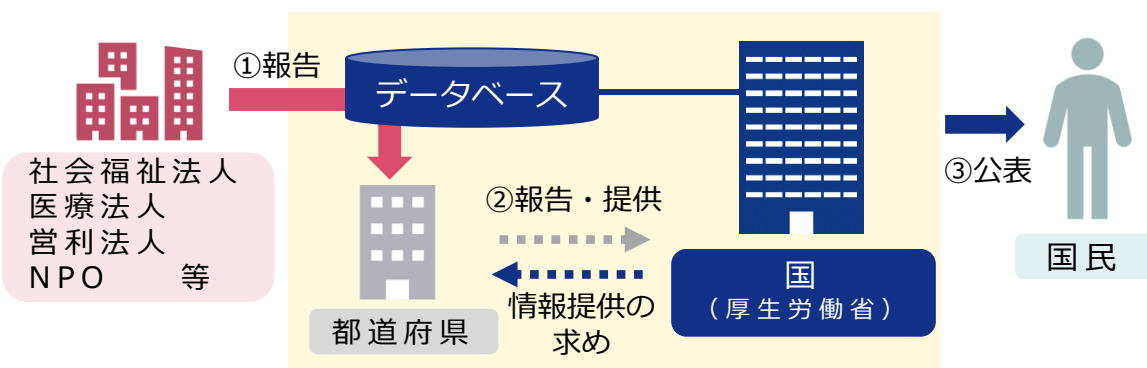 ①報告
データベース
社会福祉法人
医療法人
営利法人
NPO 等
②報告・提供
情報提供の
求め
都道府県
国
(厚生労働省)
③公表
国民